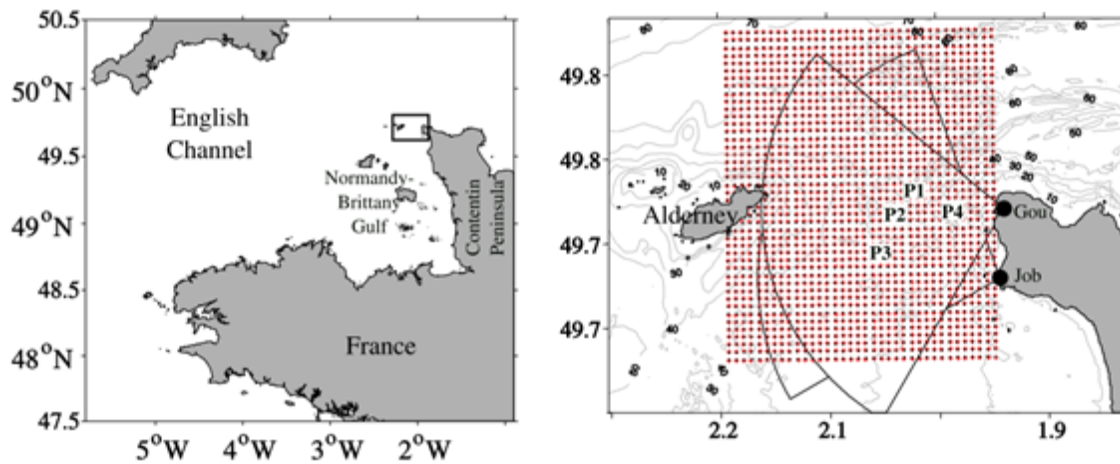 50.5
50°N
49.5
49°N
48.5
48°N
47.5
5°W
4°W
3°W
2°W
English
Channel
Normandy-
Brittany
Gulf
Contentin
Peninsula
France
49.8
49.8
49.7
49.7
2.2
2.1
1.9
Alderney
P1
P2
P3
P4
Gou
Job